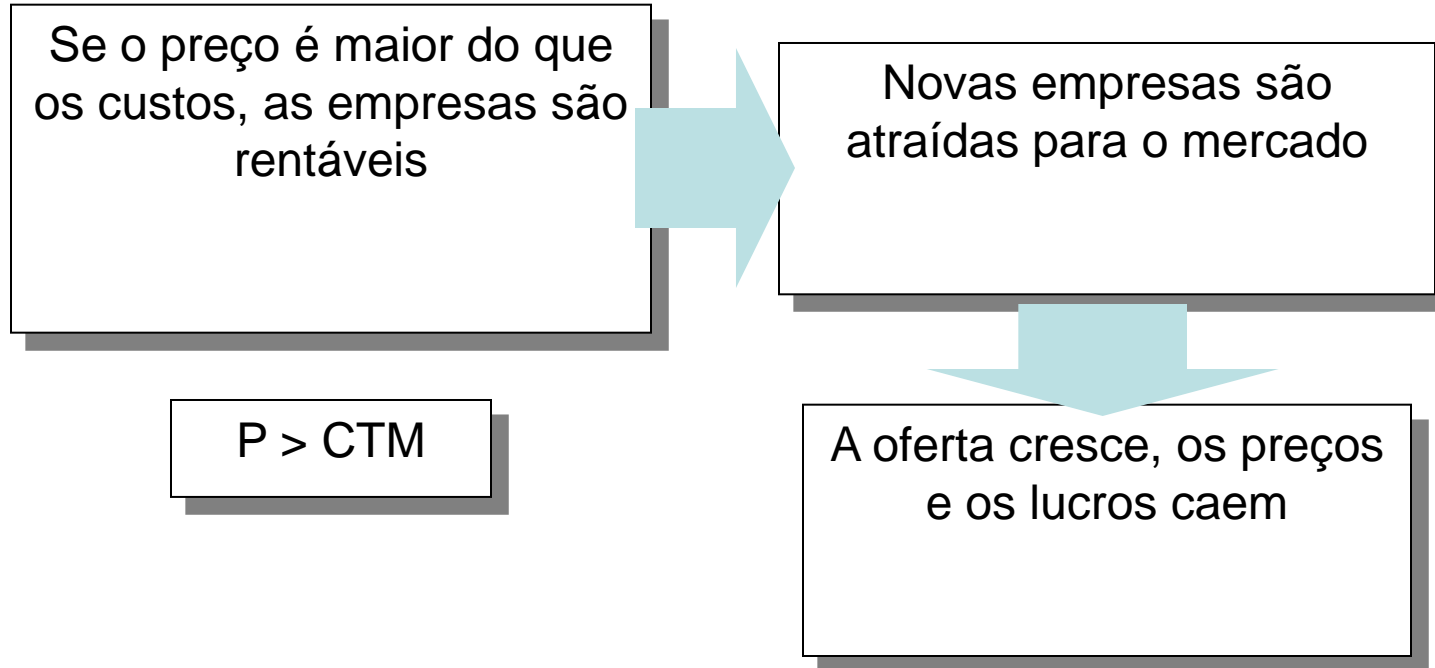 Se o preço é maior do que
os custos, as empresas são
rentáveis
Novas empresas são
atraídas para o mercado
P > CTM
A oferta cresce, os preços
e os lucros caem